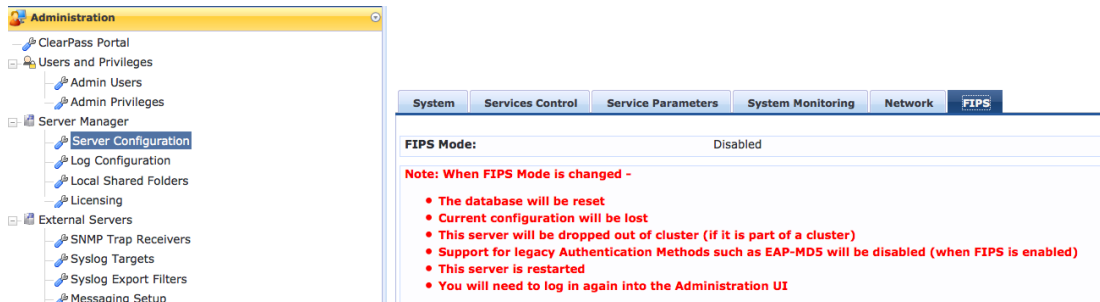 Administration
ClearPass Portal
Users and Privileges
Admin Users
Admin Privileges
Server Manager
Server Configuration
Log Configuration
Local Shared Folders
Licensing
External Servers
SNMP Trap Receivers
Syslog Targets
Syslog Export Filters
Messaging Setup
System Services Control Service Parameters System Monitoring Network FIPS
FIPS Mode: Disabled
Note: When FIPS Mode is changed -
• The database will be reset
• Current configuration will be lost
• This server will be dropped out of cluster (if it is part of a cluster)
• Support for legacy Authentication Methods such as EAP-MD5 will be disabled (when FIPS is enabled)
• This server is restarted
• You will need to log in again into the Administration UI